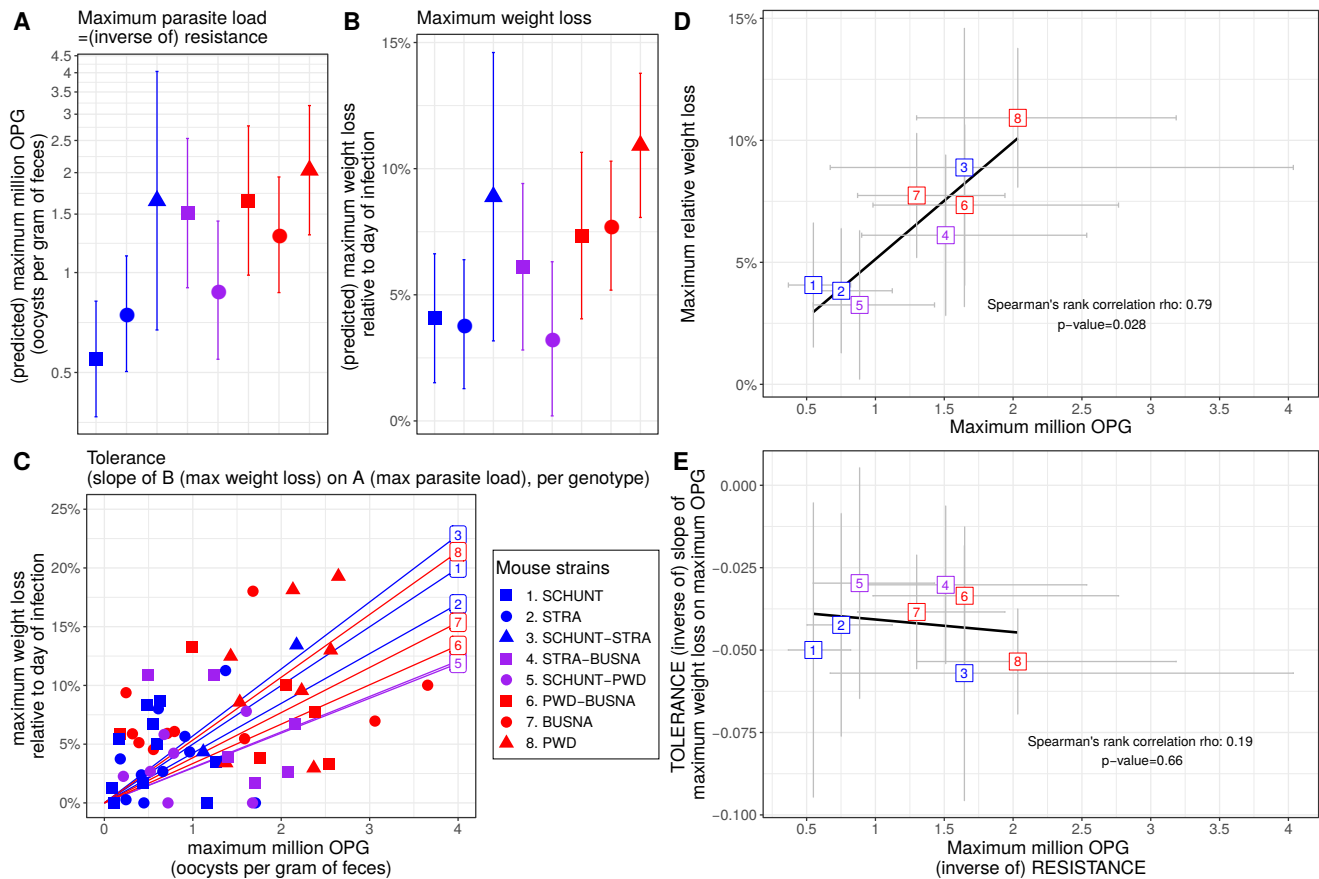 A
Maximum parasite load
=(inverse of) resistance
(predicted) maximum million OPG
(oocysts per gram of feces)
4.5
4
3.5
3
2.5
2
1.5
1
0.5
B
Maximum weight loss
(predicted) maximum weight loss
relative to day of infection
15%
10%
5%
0%
D
Maximum relative weight loss
15%
10%
5%
0%
1
2
3
4
5
6
7
8
Spearman's rank correlation rho: 0.79
p−value=0.028
0.5
1
1.5
2
2.5
3
3.5
4
Maximum million OPG
C
Tolerance
(slope of B (max weight loss) on A (max parasite load), per genotype)
maximum weight loss
relative to day of infection
25%
20%
15%
10%
5%
0%
3
8
1
2
7
6
5
0
1
2
3
4
maximum million OPG
(oocysts per gram of feces)
Mouse strains
1. SCHUNT
2. STRA
3. SCHUNT−STRA
4. STRA−BUSNA
5. SCHUNT−PWD
6. PWD−BUSNA
7. BUSNA
8. PWD
E
TOLERANCE (inverse of) slope of
maximum weight loss on maximum OPG
0.000
−0.025
−0.050
−0.075
−0.100
1
2
3
4
5
6
7
8
Spearman's rank correlation rho: 0.19
p−value=0.66
0.5
1
1.5
2
2.5
3
3.5
4
Maximum million OPG
(inverse of) RESISTANCE